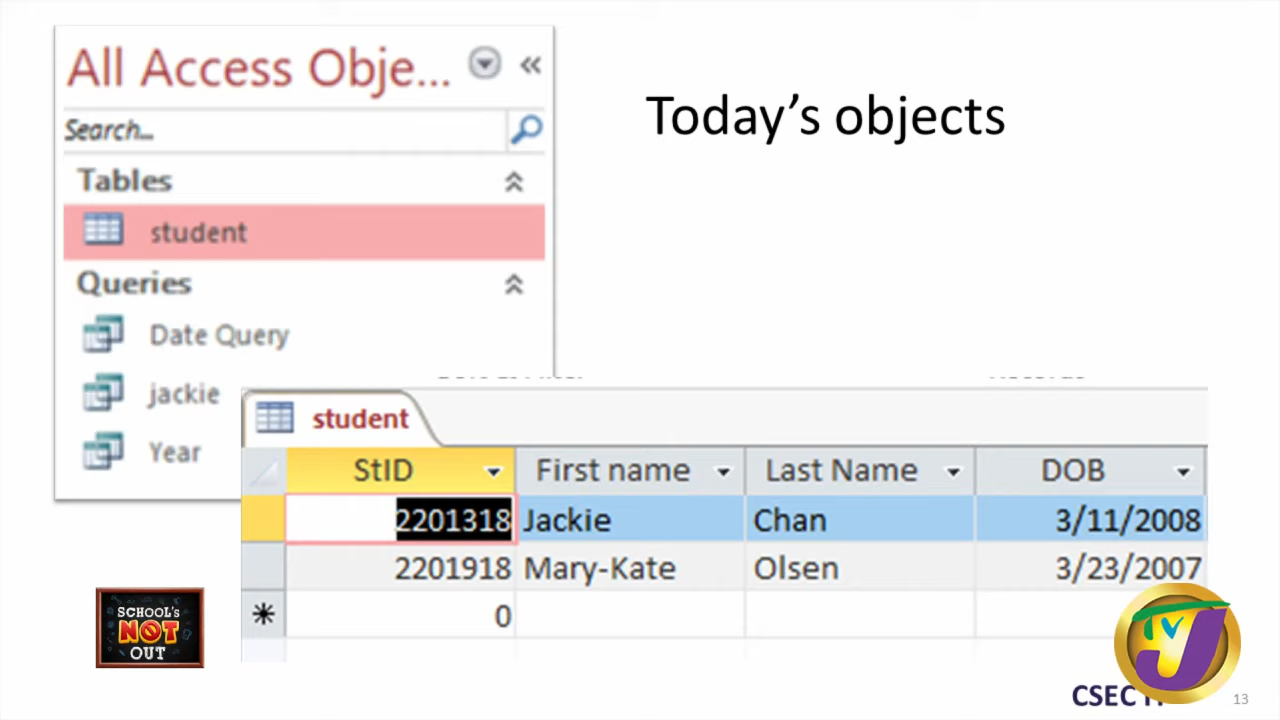 All Access Obje...
Today's objects
Search...
Tables
student
Queries
Date Query
jackie
Year
student
StID First name Last Name DOB
2201318 Jackie Chan 3/11/2008
2201918 Mary-Kate Olsen 3/23/2007
0
SCHOOL's
NOT
OUT
TVJ
CSEC
13